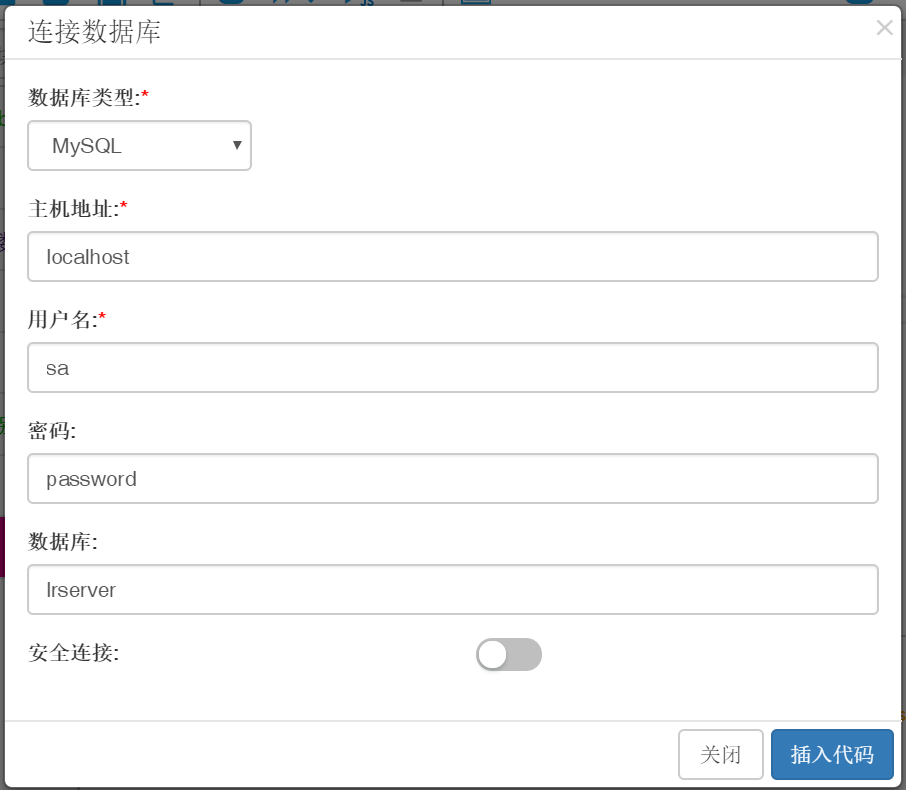 连接数据库
×
数据库类型:*
MySQL
主机地址:*
localhost
用户名:*
sa
密码:
password
数据库:
lrserver
安全连接:
关闭 插入代码